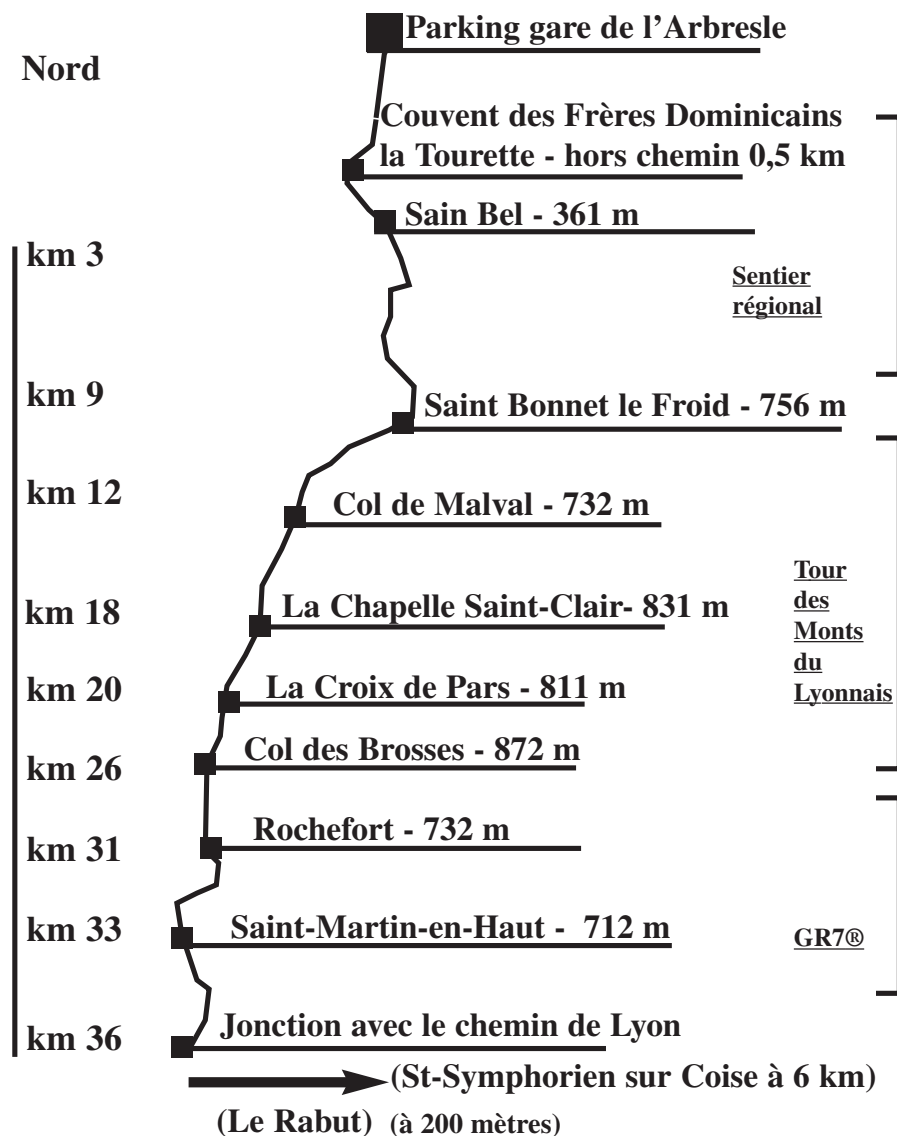 Parking gare de l'Arbresle
Nord
Couvent des Frères Dominicains
la Tourette - hors chemin 0,5 km
Sain Bel - 361 m
km 3
Sentier
régional
km 9
Saint Bonnet le Froid - 756 m
km 12
Col de Malval - 732 m
Tour
des
Monts
du
Lyonnais
km 18
La Chapelle Saint-Clair- 831 m
km 20
La Croix de Pars - 811 m
km 26
Col des Brosses - 872 m
km 31
Rochefort - 732 m
km 33
Saint-Martin-en-Haut - 712 m
GR7®
km 36
Jonction avec le chemin de Lyon
(St-Symphorien sur Coise à 6 km)
(Le Rabut) (à 200 mètres)